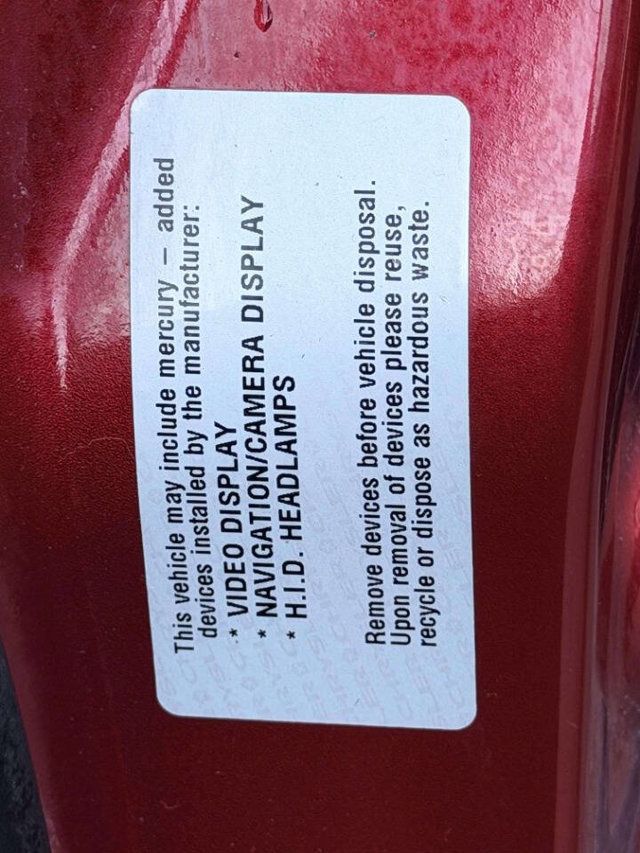 This vehicle may include mercury – added
devices installed by the manufacturer:
* VIDEO DISPLAY
* NAVIGATION/CAMERA DISPLAY
* H.I.D. HEADLAMPS
Remove devices before vehicle disposal.
Upon removal of devices please reuse,
recycle or dispose as hazardous waste.